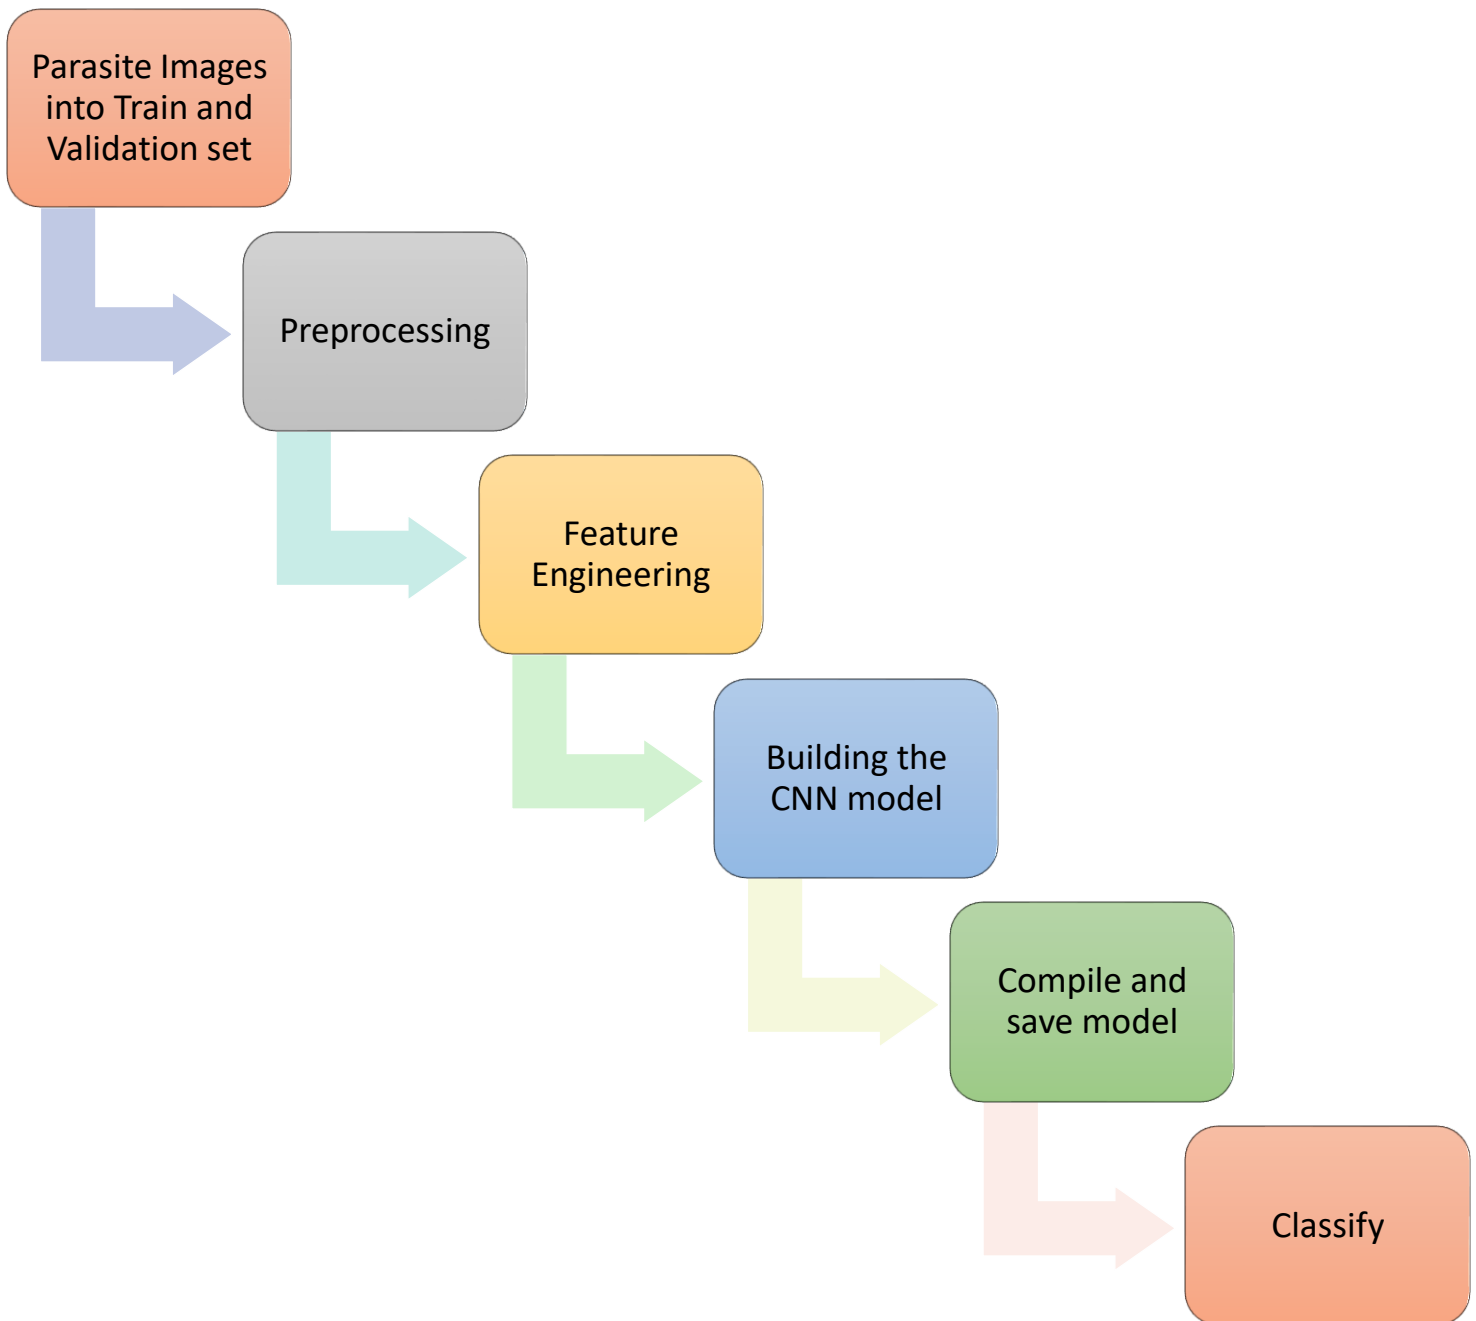 Parasite Images
into Train and
Validation set
Preprocessing
Feature
Engineering
Building the
CNN model
Compile and
save model
Classify